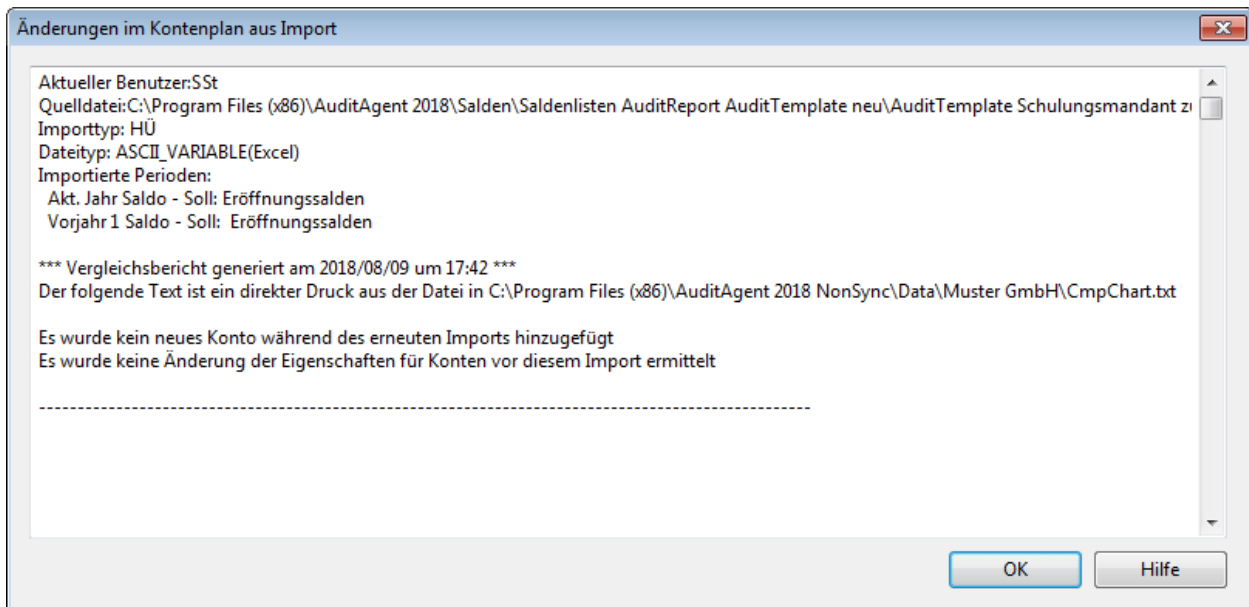 Änderungen im Kontenplan aus Import
Aktueller Benutzer:SSt
Quelldatei:C:\Program Files (x86)\AuditAgent 2018\Salden\Saldenlisten AuditReport AuditTemplate neu\AuditTemplate Schulungsmandant
Importtyp: HÜ
Dateityp: ASCII_VARIABLE(Excel)
Importierte Perioden:
Akt. Jahr Saldo - Soll: Eröffnungssalden
Vorjahr 1 Saldo - Soll:  Eröffnungssalden
*** Vergleichsbericht generiert am 2018/08/09 um 17:42 ***
Der folgende Text ist ein direkter Druck aus der Datei in C:\Program Files (x86)\AuditAgent 2018 NonSync\Data\Muster GmbH\CmpChart.txt
Es wurde kein neues Konto während des erneuten Imports hinzugefügt
Es wurde keine Änderung der Eigenschaften für Konten vor diesem Import ermittelt
----------------------------------------------------------------------------------------------------
OK Hilfe